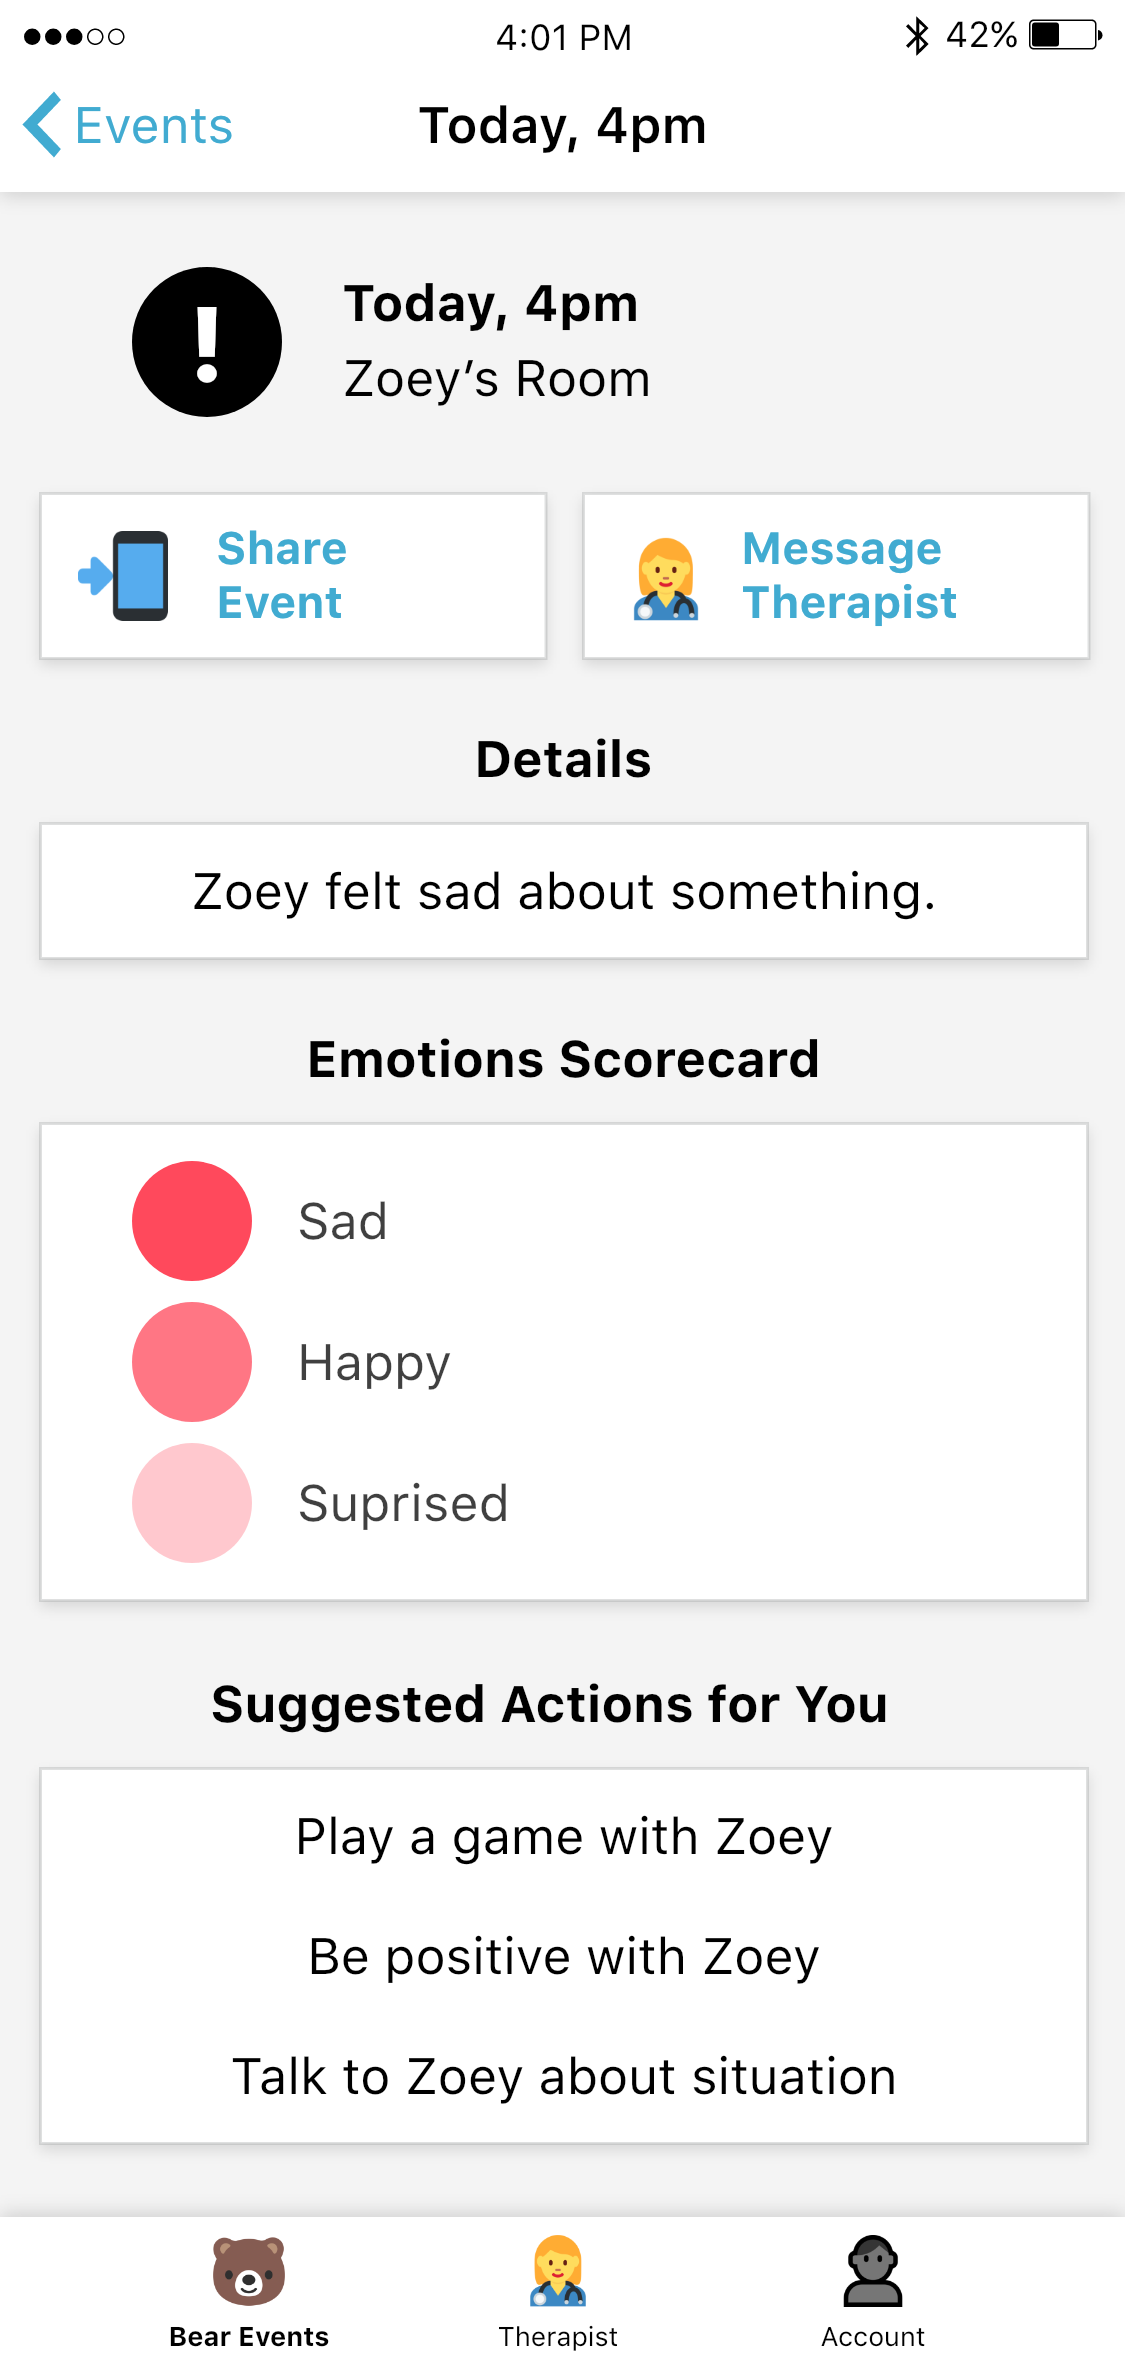 4:01 PM
42%
Events
Today, 4pm
Today, 4pm
Zoey’s Room
Share
Event
Message
Therapist
Details
Zoey felt sad about something.
Emotions Scorecard
Sad
Happy
Suprised
Suggested Actions for You
Play a game with Zoey
Be positive with Zoey
Talk to Zoey about situation
Bear Events
Therapist
Account